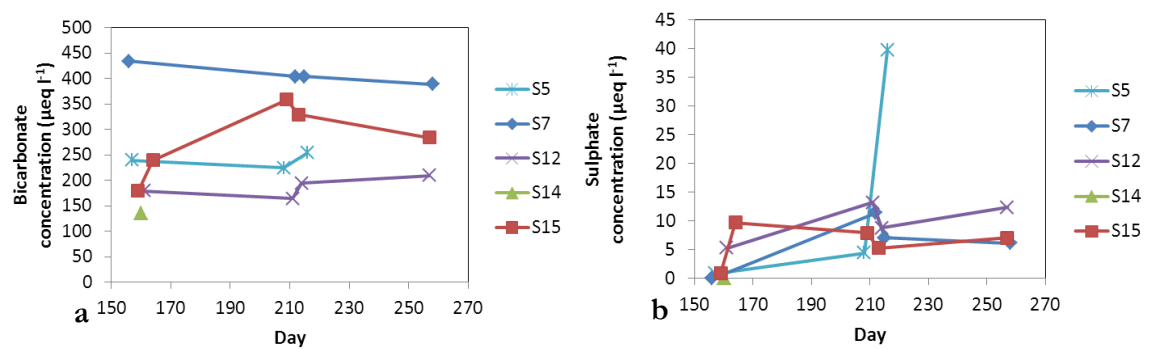 Bicarbonate
concentration (µeq l⁻¹)
500
450
400
350
300
250
200
150
100
50
0
150 170 190 210 230 250 270
Day
a
S5
S7
S12
S14
S15
Sulphate
concentration (µeq l⁻¹)
45
40
35
30
25
20
15
10
5
0
150 170 190 210 230 250 270
Day
b
S5
S7
S12
S14
S15